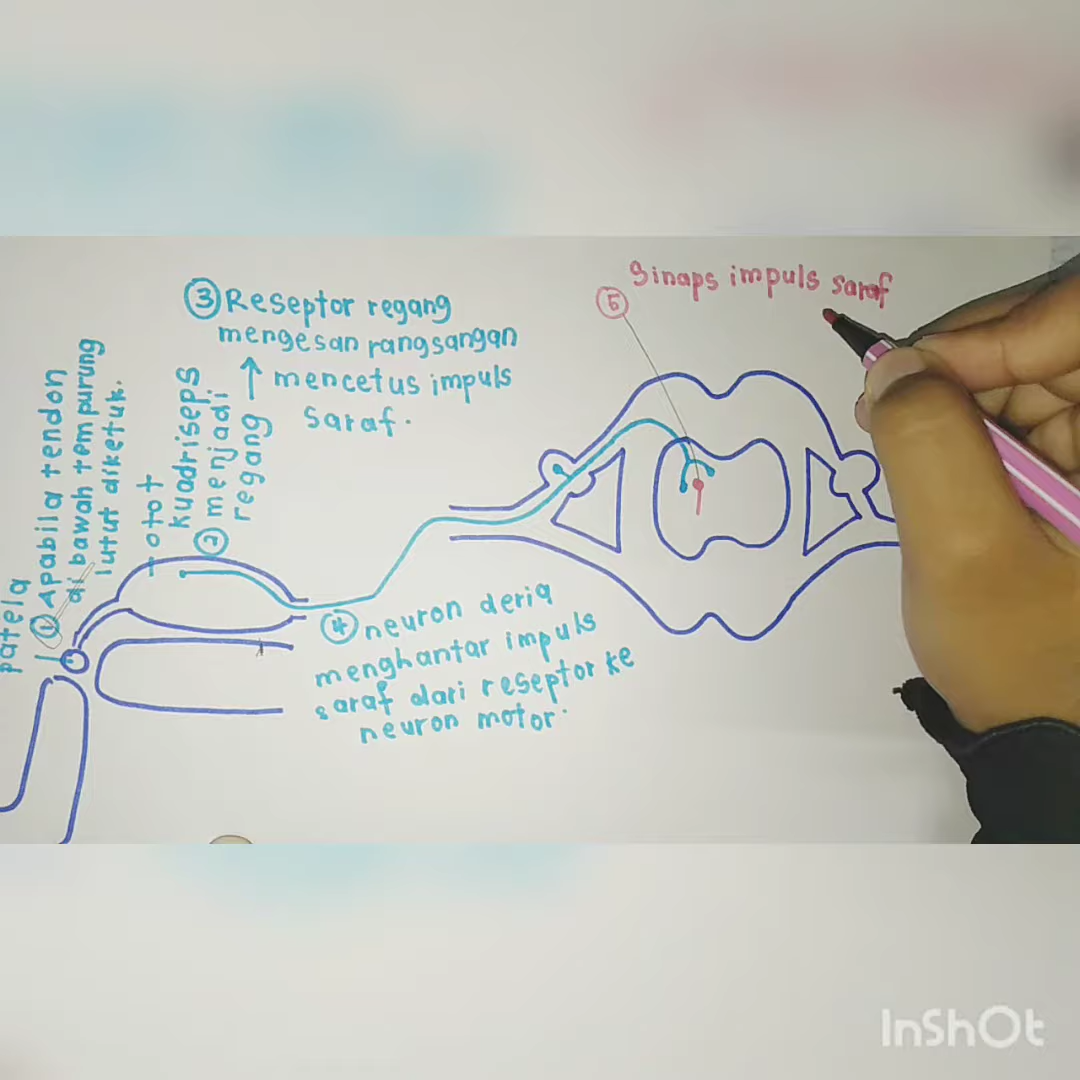 patela
① Apabila tendon
di bawah tempurung
lutut diketuk.
otot
kuadriseps
② menjadi
regang
③ Reseptor regang
mengesan rangsangan
mencetus impuls
saraf.
④ neuron deria
menghantar impuls
saraf dari reseptor ke
neuron motor.
⑤ Sinaps impuls saraf
InShOt